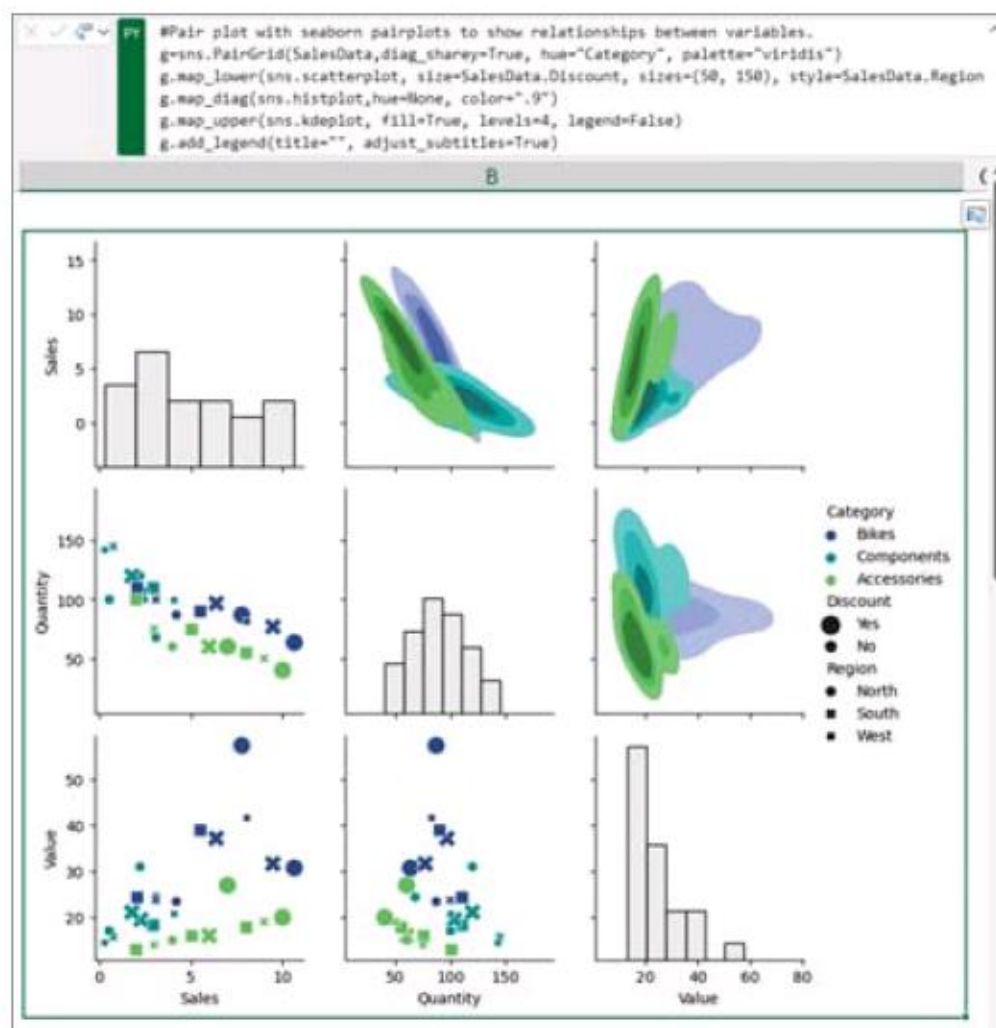 PY
#Pair plot with seaborn pairplots to show relationships between variables.
g=sns.PairGrid(SalesData,diag_sharey=True, hue="Category", palette="viridis")
g.map_lower(sns.scatterplot, size=SalesData.Discount, sizes=(50, 150), style=SalesData.Region
g.map_diag(sns.histplot,hue=None, color=".9")
g.map_upper(sns.kdeplot, fill=True, levels=4, legend=False)
g.add_legend(title="", adjust_subtitles=True)
B
15
10
5
0
Sales
150
100
50
Quantity
Category
Bikes
Components
Accessories
Discount
Yes
No
Region
North
South
West
50
40
30
20
Value
0 5 10
Sales
50 100 150
Quantity
20 40 60 80
Value